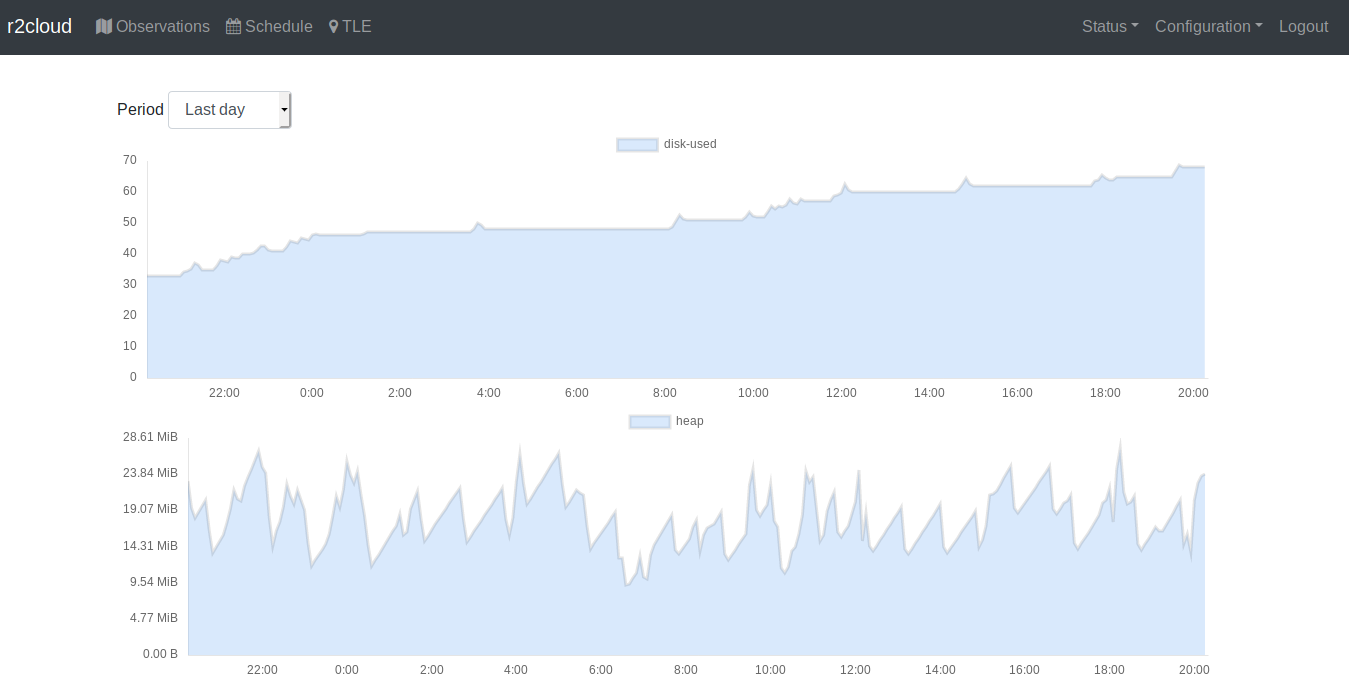 r2cloud Observations Schedule TLE Status Configuration Logout
Period Last day
disk-used
70
60
50
40
30
20
10
0
22:00 0:00 2:00 4:00 6:00 8:00 10:00 12:00 14:00 16:00 18:00 20:00
heap
28.61 MiB
23.84 MiB
19.07 MiB
14.31 MiB
9.54 MiB
4.77 MiB
0.00 B
22:00 0:00 2:00 4:00 6:00 8:00 10:00 12:00 14:00 16:00 18:00 20:00